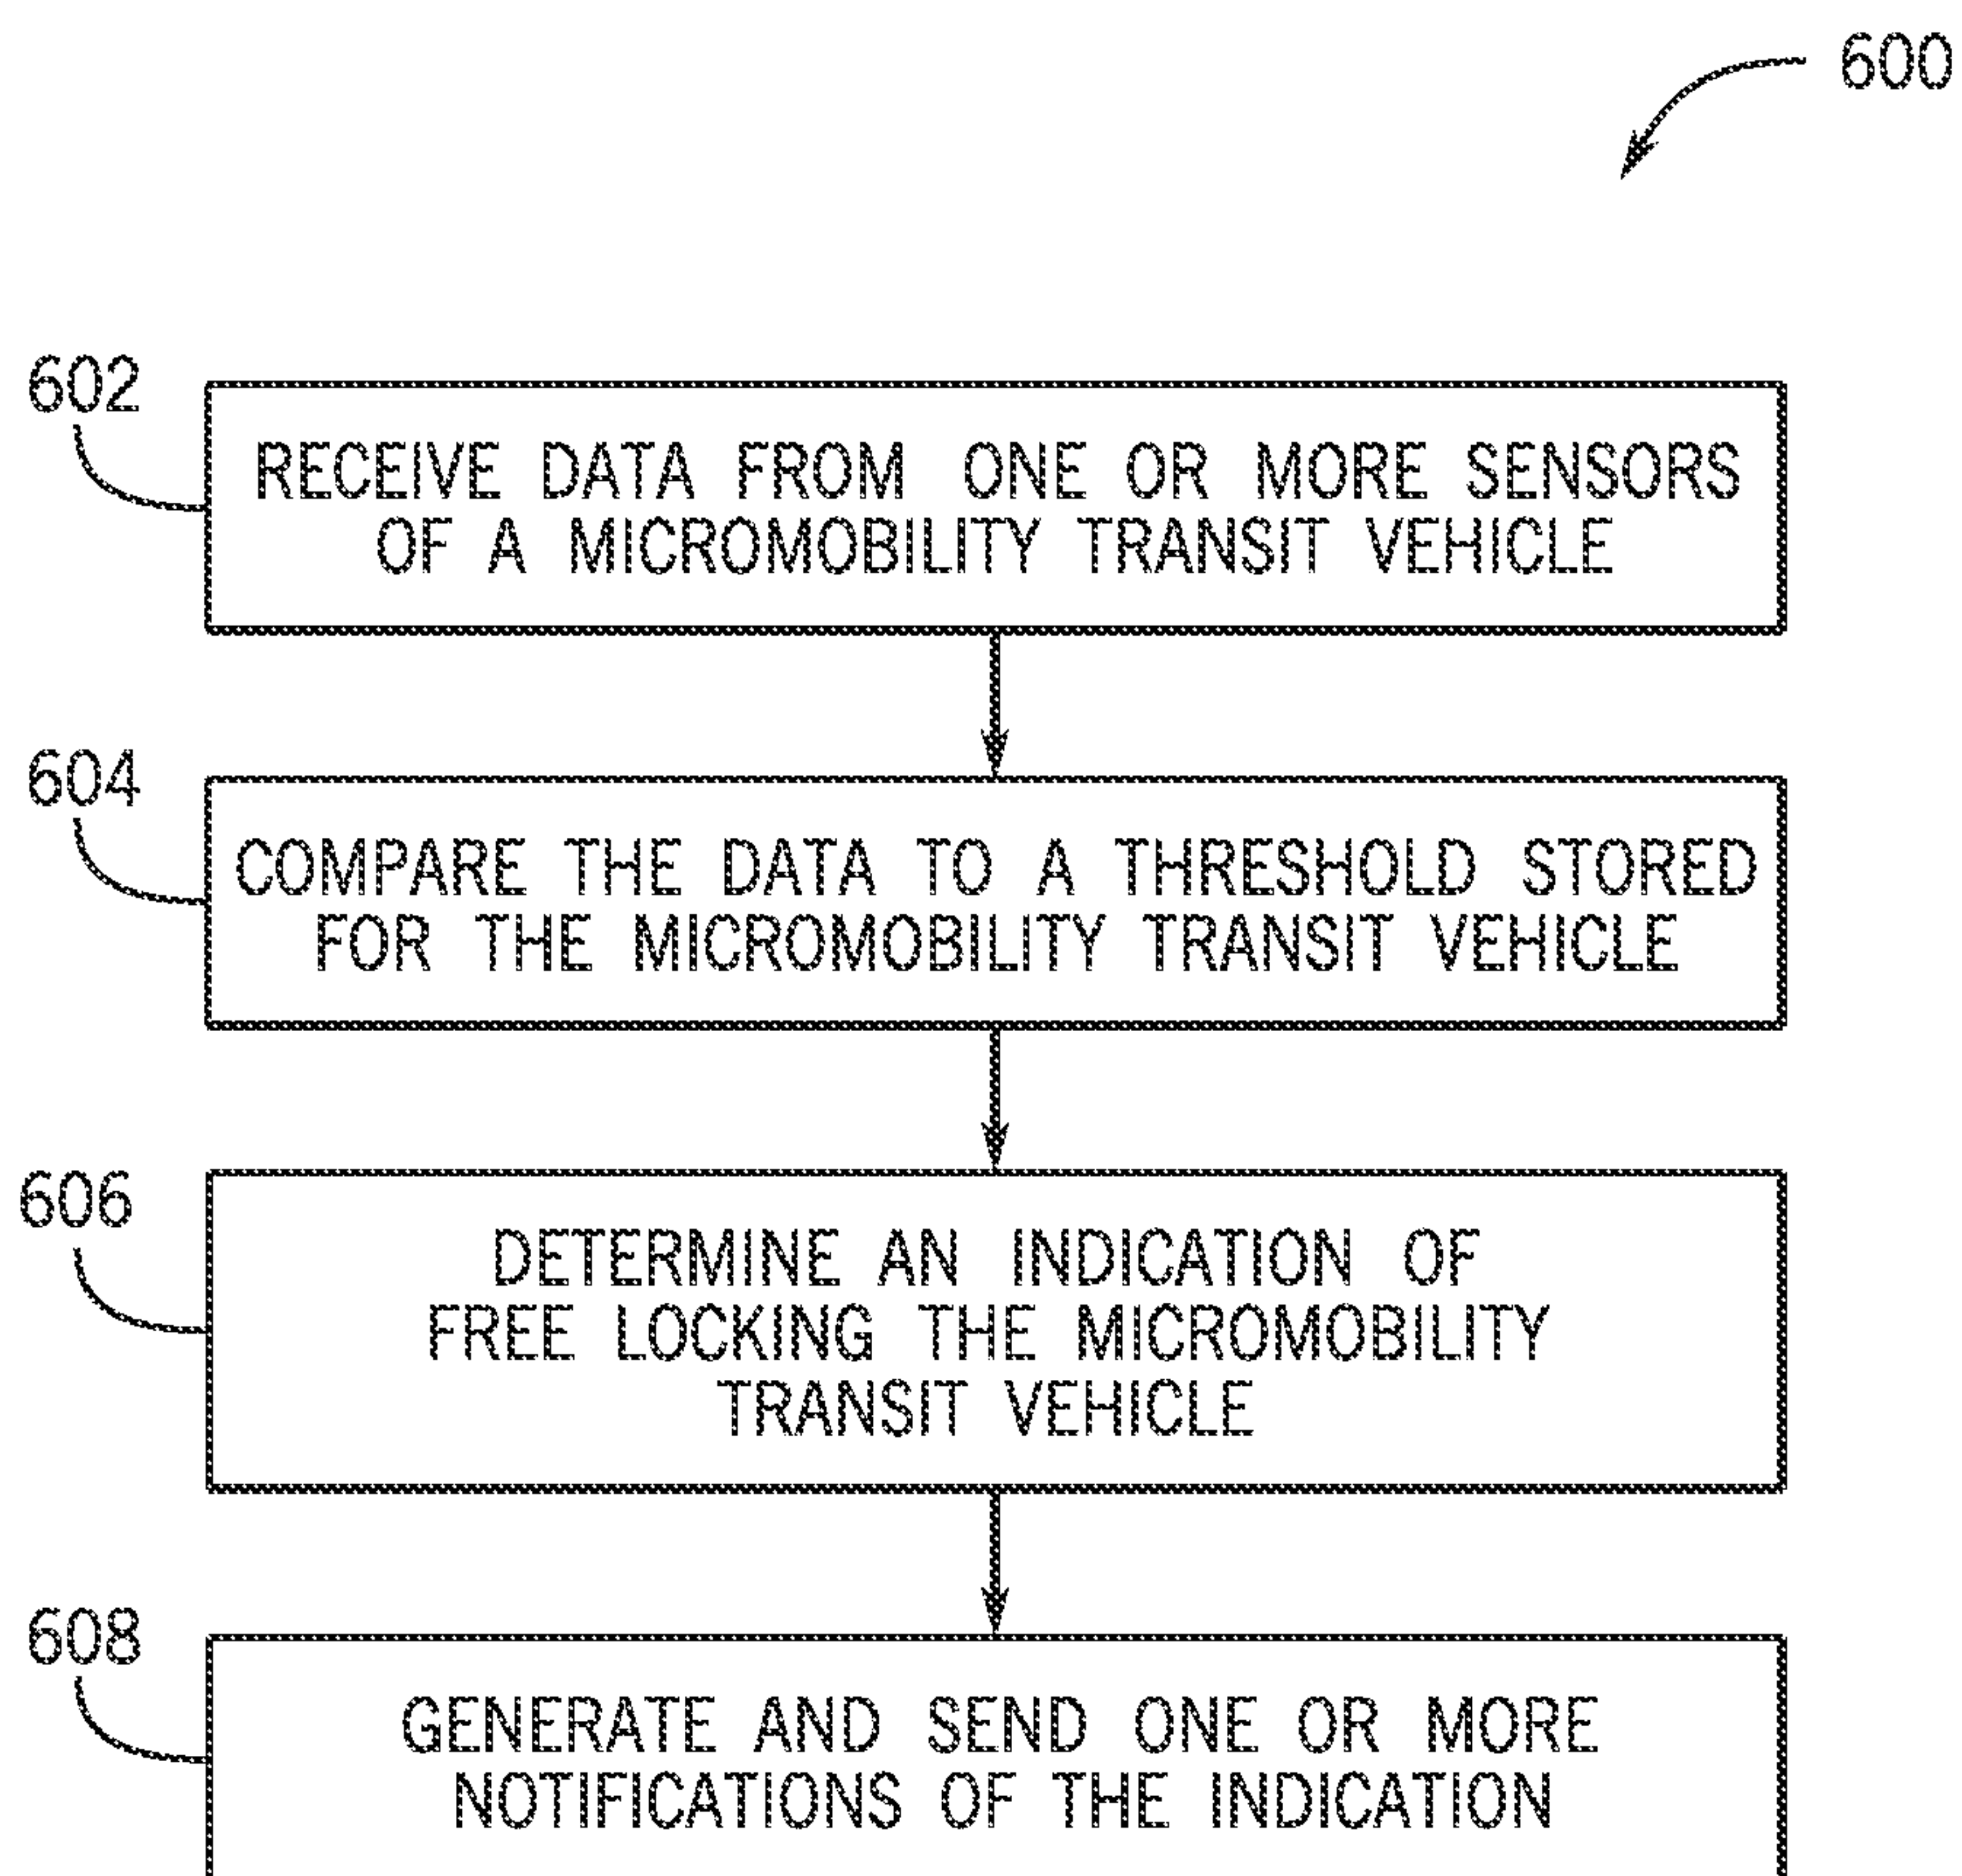 600
602
RECEIVE DATA FROM ONE OR MORE SENSORS
OF A MICROMOBILITY TRANSIT VEHICLE
604
COMPARE THE DATA TO A THRESHOLD STORED
FOR THE MICROMOBILITY TRANSIT VEHICLE
606
DETERMINE AN INDICATION OF
FREE LOCKING THE MICROMOBILITY
TRANSIT VEHICLE
608
GENERATE AND SEND ONE OR MORE
NOTIFICATIONS OF THE INDICATION